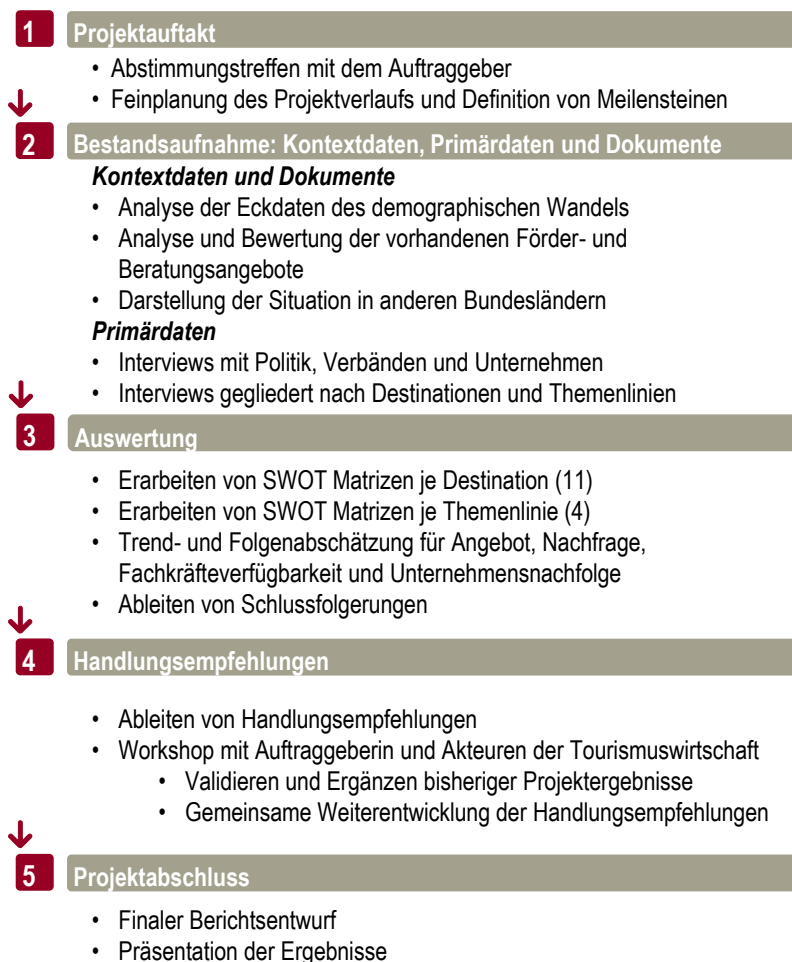 1 Projektauftakt
• Abstimmungstreffen mit dem Auftraggeber
• Feinplanung des Projektverlaufs und Definition von Meilensteinen
2 Bestandsaufnahme: Kontextdaten, Primärdaten und Dokumente
Kontextdaten und Dokumente
• Analyse der Eckdaten des demographischen Wandels
• Analyse und Bewertung der vorhandenen Förder- und
Beratungsangebote
• Darstellung der Situation in anderen Bundesländern
Primärdaten
• Interviews mit Politik, Verbänden und Unternehmen
• Interviews gegliedert nach Destinationen und Themenlinien
3 Auswertung
• Erarbeiten von SWOT Matrizen je Destination (11)
• Erarbeiten von SWOT Matrizen je Themenlinie (4)
• Trend- und Folgenabschätzung für Angebot, Nachfrage,
Fachkräfteverfügbarkeit und Unternehmensnachfolge
• Ableiten von Schlussfolgerungen
4 Handlungsempfehlungen
• Ableiten von Handlungsempfehlungen
• Workshop mit Auftraggeberin und Akteuren der Tourismuswirtschaft
• Validieren und Ergänzen bisheriger Projektergebnisse
• Gemeinsame Weiterentwicklung der Handlungsempfehlungen
5 Projektabschluss
• Finaler Berichtsentwurf
• Präsentation der Ergebnisse